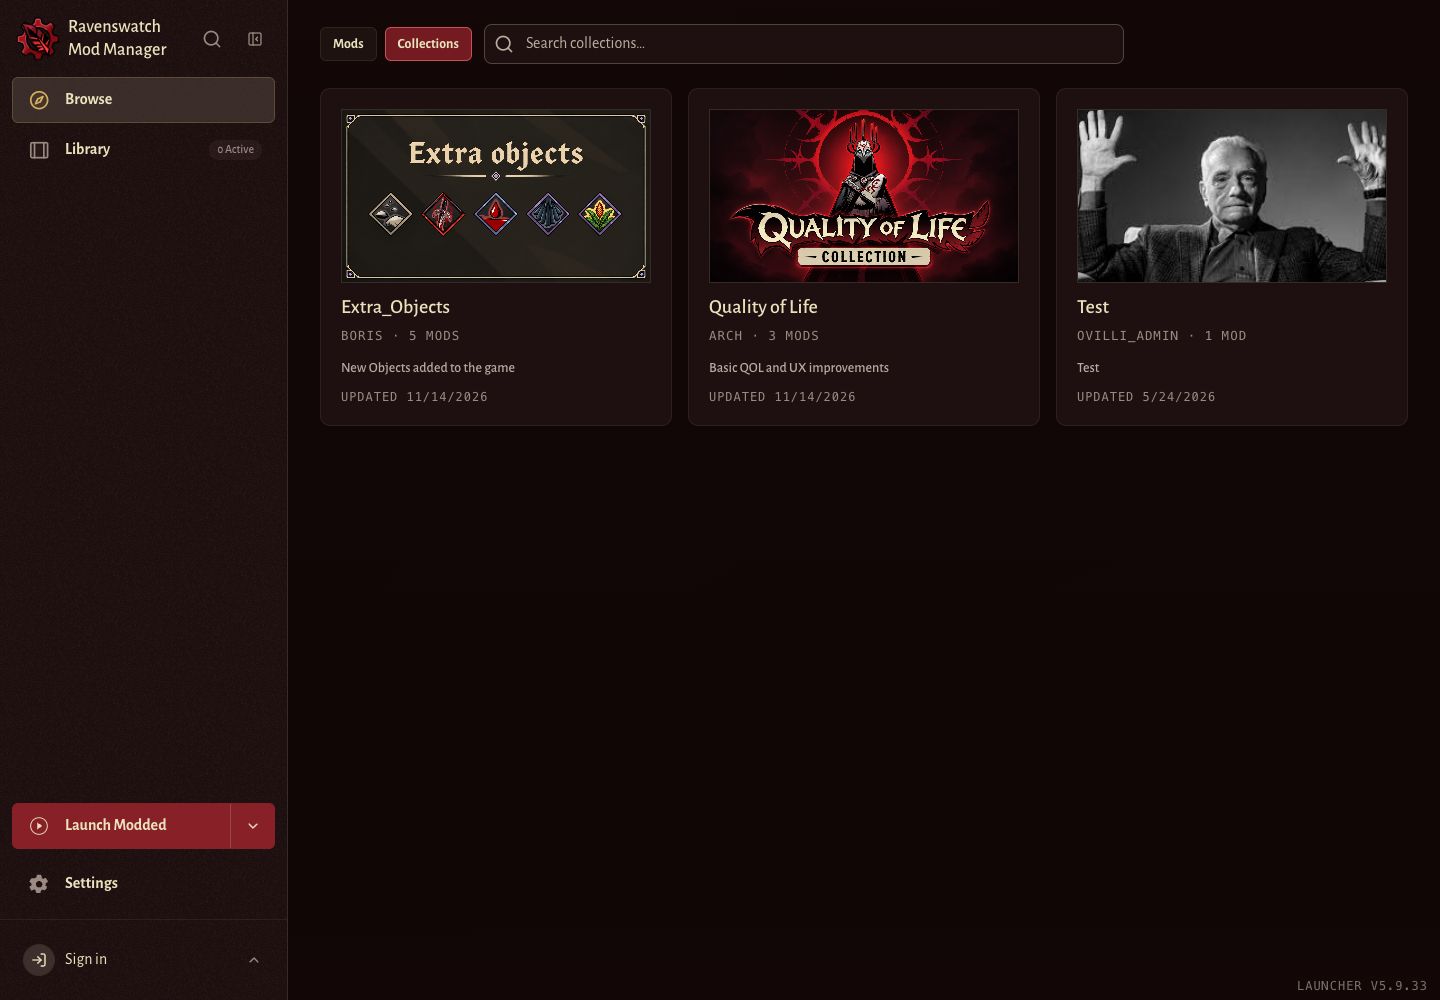 Ravenswatch
Mod Manager
Browse
Library
0 Active
Launch Modded
Settings
Sign in
Mods
Collections
Search collections...
Extra objects
Extra_Objects
BORIS · 5 MODS
New Objects added to the game
UPDATED 11/14/2026
QUALITY OF LIFE
COLLECTION
Quality of Life
ARCH · 3 MODS
Basic QOL and UX improvements
UPDATED 11/14/2026
Test
OVILLI_ADMIN · 1 MOD
Test
UPDATED 5/24/2026
LAUNCHER V5.9.33